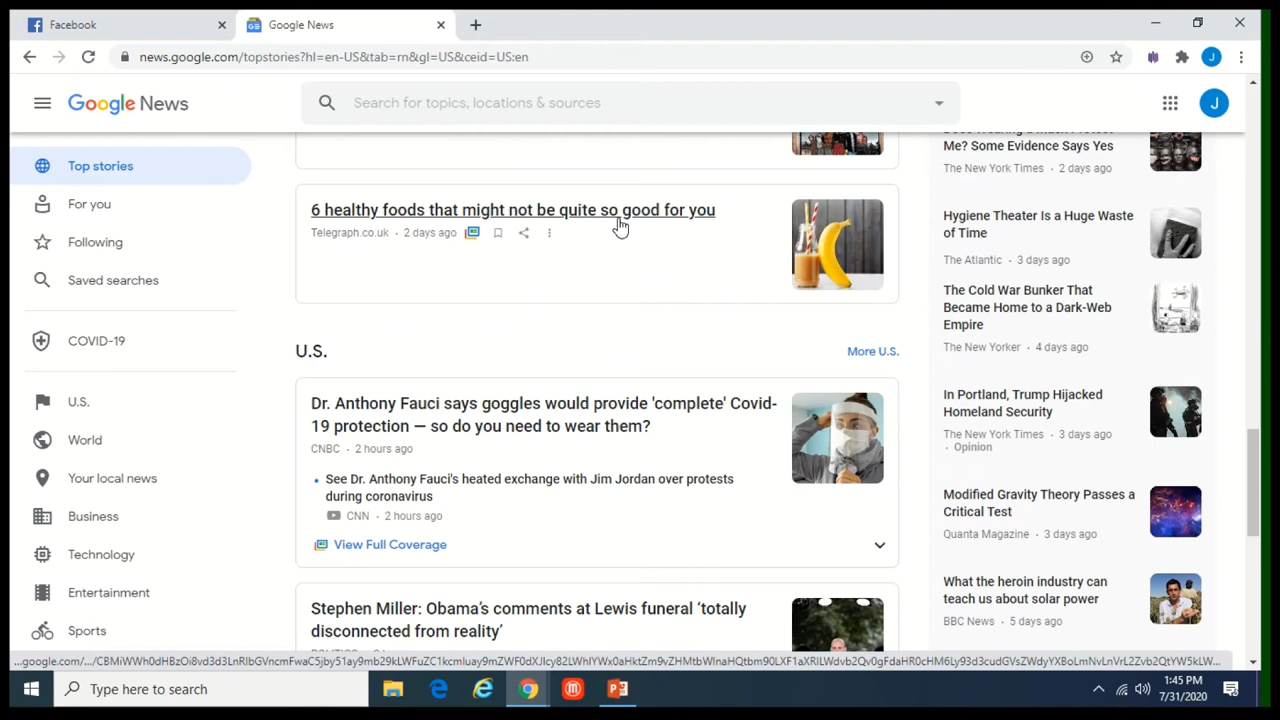 Facebook
Google News
news.google.com/topstories?hl=en-US&tab=rn&gl=US&ceid=US:en
J
Google News
Search for topics, locations & sources
J
Top stories
For you
Following
Saved searches
COVID-19
U.S.
World
Your local news
Business
Technology
Entertainment
Sports
6 healthy foods that might not be quite so good for you
Telegraph.co.uk • 2 days ago
U.S.
More U.S.
Dr. Anthony Fauci says goggles would provide 'complete' Covid-
19 protection — so do you need to wear them?
CNBC • 2 hours ago
• See Dr. Anthony Fauci's heated exchange with Jim Jordan over protests
during coronavirus
CNN • 2 hours ago
View Full Coverage
Stephen Miller: Obama's comments at Lewis funeral 'totally
disconnected from reality'
Me? Some Evidence Says Yes
The New York Times • 2 days ago
Hygiene Theater Is a Huge Waste
of Time
The Atlantic • 3 days ago
The Cold War Bunker That
Became Home to a Dark-Web
Empire
The New Yorker • 4 days ago
In Portland, Trump Hijacked
Homeland Security
The New York Times • 3 days ago
• Opinion
Modified Gravity Theory Passes a
Critical Test
Quanta Magazine • 3 days ago
What the heroin industry can
teach us about solar power
BBC News • 5 days ago
Type here to search
1:45 PM
7/31/2020